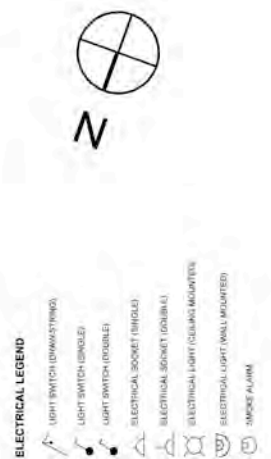 N
ELECTRICAL LEGEND
LIGHT SWITCH (DRAW-STRING)
LIGHT SWITCH (SINGLE)
LIGHT SWITCH (DOUBLE)
ELECTRICAL SOCKET (SINGLE)
ELECTRICAL SOCKET (DOUBLE)
ELECTRICAL LIGHT (CEILING MOUNTED)
ELECTRICAL LIGHT (WALL MOUNTED)
SMOKE ALARM